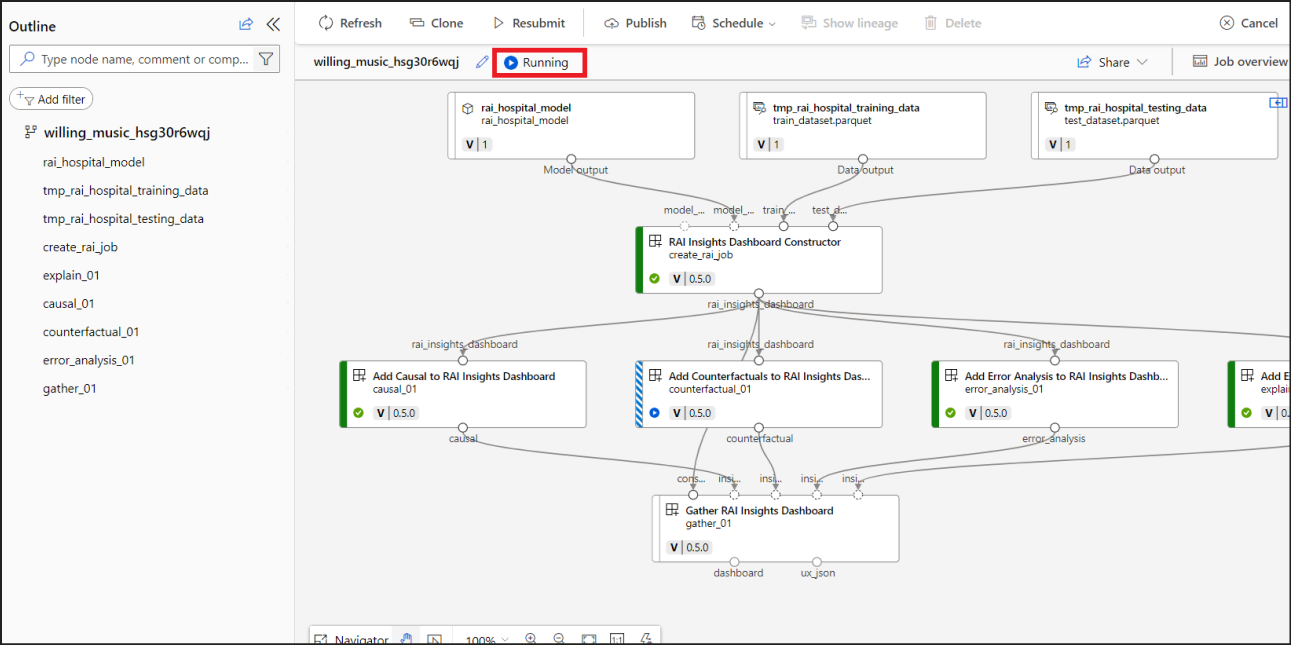 Outline
Type node name, comment or comp...
Add filter
willing_music_hsg30r6wqj
rai_hospital_model
tmp_rai_hospital_training_data
tmp_rai_hospital_testing_data
create_rai_job
explain_01
causal_01
counterfactual_01
error_analysis_01
gather_01
Refresh Clone Resubmit Publish Schedule Show lineage Delete Cancel
willing_music_hsg30r6wqj Running Share Job overview
rai_hospital_model
rai_hospital_model
V 1
Model output
tmp_rai_hospital_training_data
train_dataset.parquet
V 1
Data output
tmp_rai_hospital_testing_data
test_dataset.parquet
V 1
Data output
model_... model_... train_... test_d...
RAI Insights Dashboard Constructor
create_rai_job
V 0.5.0
rai_insights_dashboard
rai_insights_dashboard rai_insights_dashboard rai_insights_dashboard
Add Causal to RAI Insights Dashboard
causal_01
V 0.5.0
causal
Add Counterfactuals to RAI Insights Das...
counterfactual_01
V 0.5.0
counterfactual
Add Error Analysis to RAI Insights Dashb...
error_analysis_01
V 0.5.0
error_analysis
Add E
explai
V 0.
cons... insi... insi... insi... insi...
Gather RAI Insights Dashboard
gather_01
V 0.5.0
dashboard ux_json
Navigator 100% 1:1